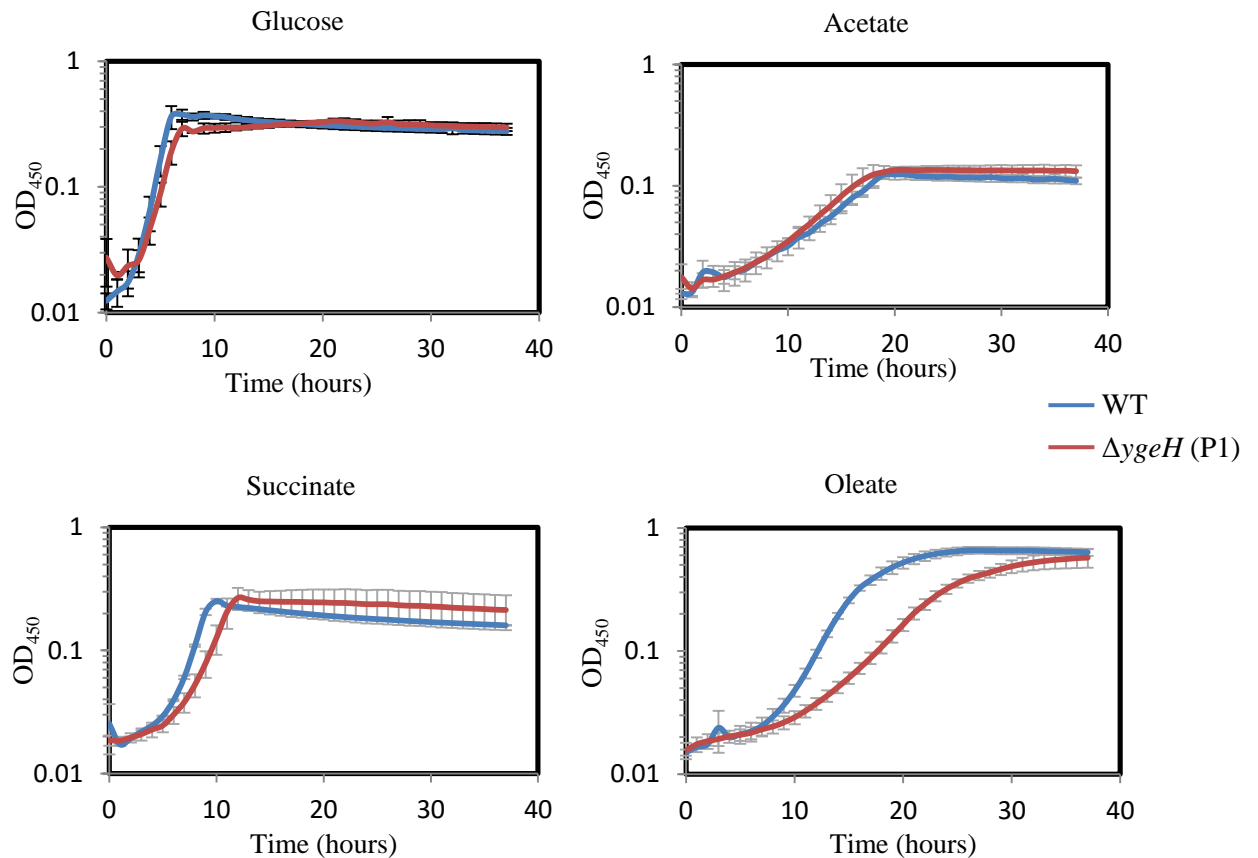 Glucose
1
0.1
0.01
OD450
0 10 20 30 40
Time (hours)
Acetate
1
0.1
0.01
OD450
0 10 20 30 40
Time (hours)
WT
ΔygeH (P1)
Succinate
1
0.1
0.01
OD450
0 10 20 30 40
Time (hours)
Oleate
1
0.1
0.01
OD450
0 10 20 30 40
Time (hours)